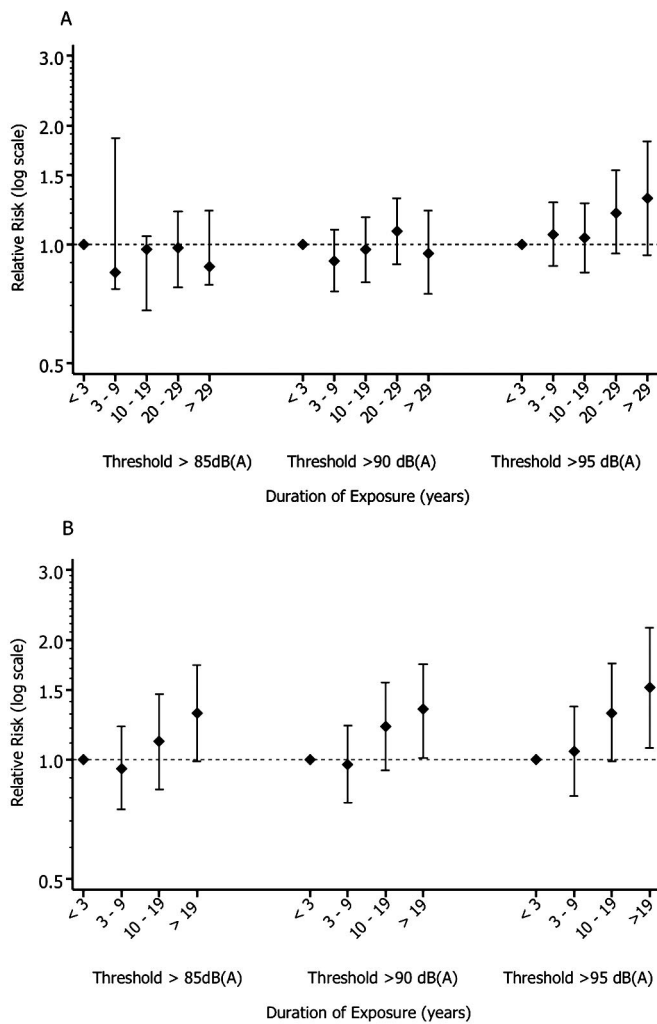 A
Relative Risk (log scale)
3.0
2.0
1.5
1.0
0.5
< 3
3 - 9
10 - 19
20 - 29
> 29
< 3
3 - 9
10 - 19
20 - 29
> 29
< 3
3 - 9
10 - 19
20 - 29
> 29
Threshold > 85dB(A)
Threshold >90 dB(A)
Threshold >95 dB(A)
Duration of Exposure (years)
B
Relative Risk (log scale)
3.0
2.0
1.5
1.0
0.5
< 3
3 - 9
10 - 19
> 19
< 3
3 - 9
10 - 19
> 19
< 3
3 - 9
10 - 19
>19
Threshold > 85dB(A)
Threshold >90 dB(A)
Threshold >95 dB(A)
Duration of Exposure (years)